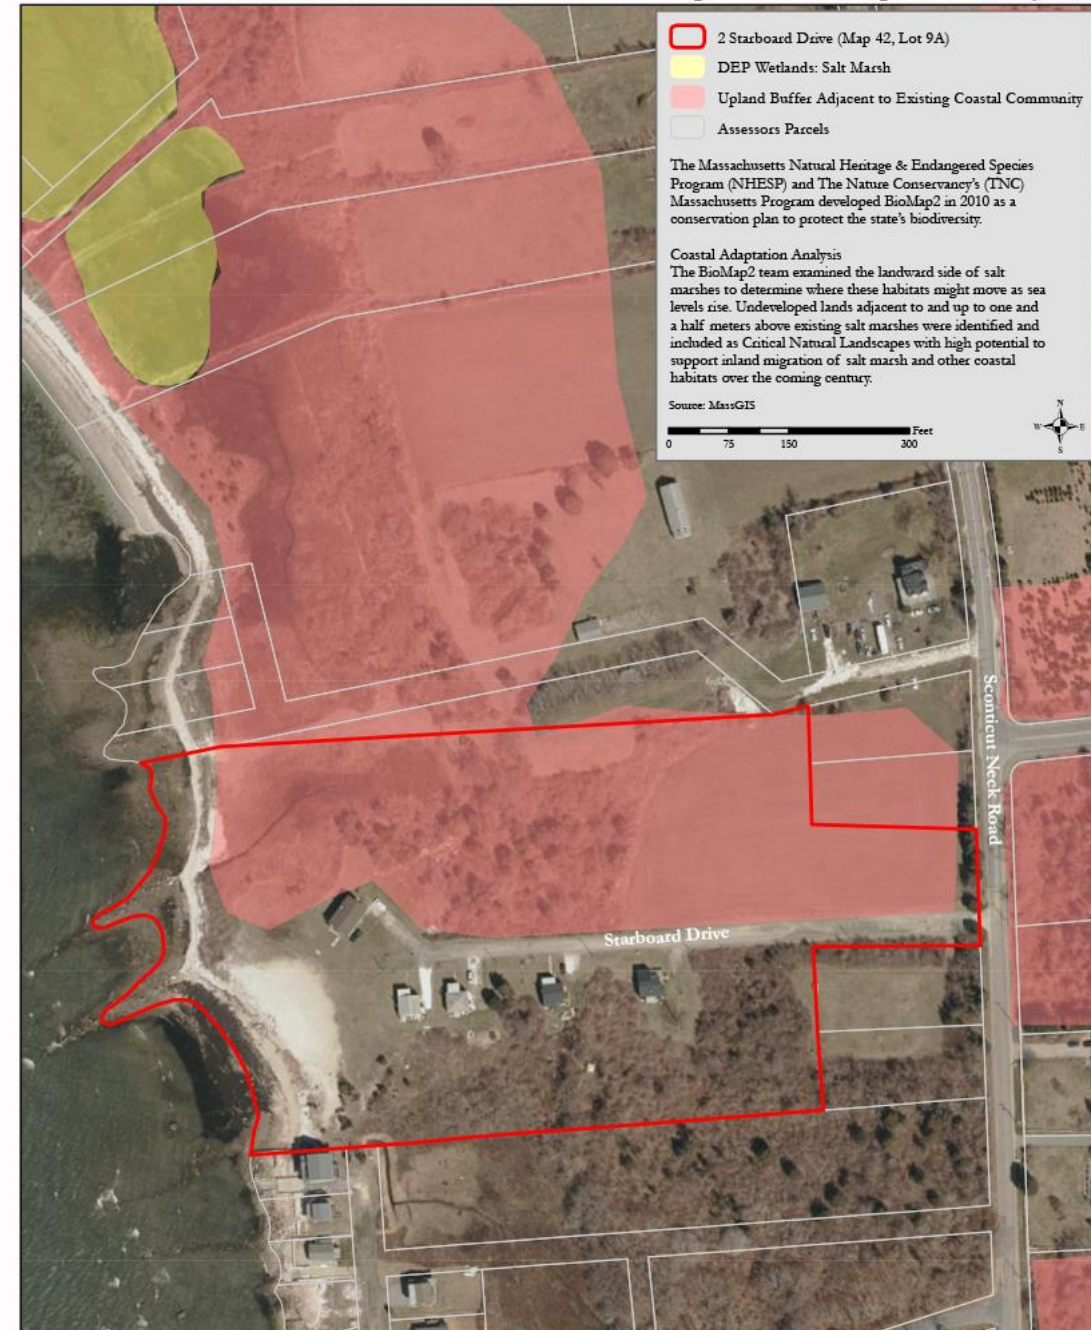 2 Starboard Drive (Map 42, Lot 9A)
DEP Wetlands: Salt Marsh
Upland Buffer Adjacent to Existing Coastal Community
Assessors Parcels
The Massachusetts Natural Heritage & Endangered Species
Program (NHESP) and The Nature Conservancy's (TNC)
Massachusetts Program developed BioMap2 in 2010 as a
conservation plan to protect the state's biodiversity.
Coastal Adaptation Analysis
The BioMap2 team examined the landward side of salt
marshes to determine where these habitats might move as sea
levels rise. Undeveloped lands adjacent to and up to one and
a half meters above existing salt marshes were identified and
included as Critical Natural Landscapes with high potential to
support inland migration of salt marsh and other coastal
habitats over the coming century.
Source: MassGIS
Feet
0 75 150 300
N
W E
S
Sconticut Neck Road
Starboard Drive